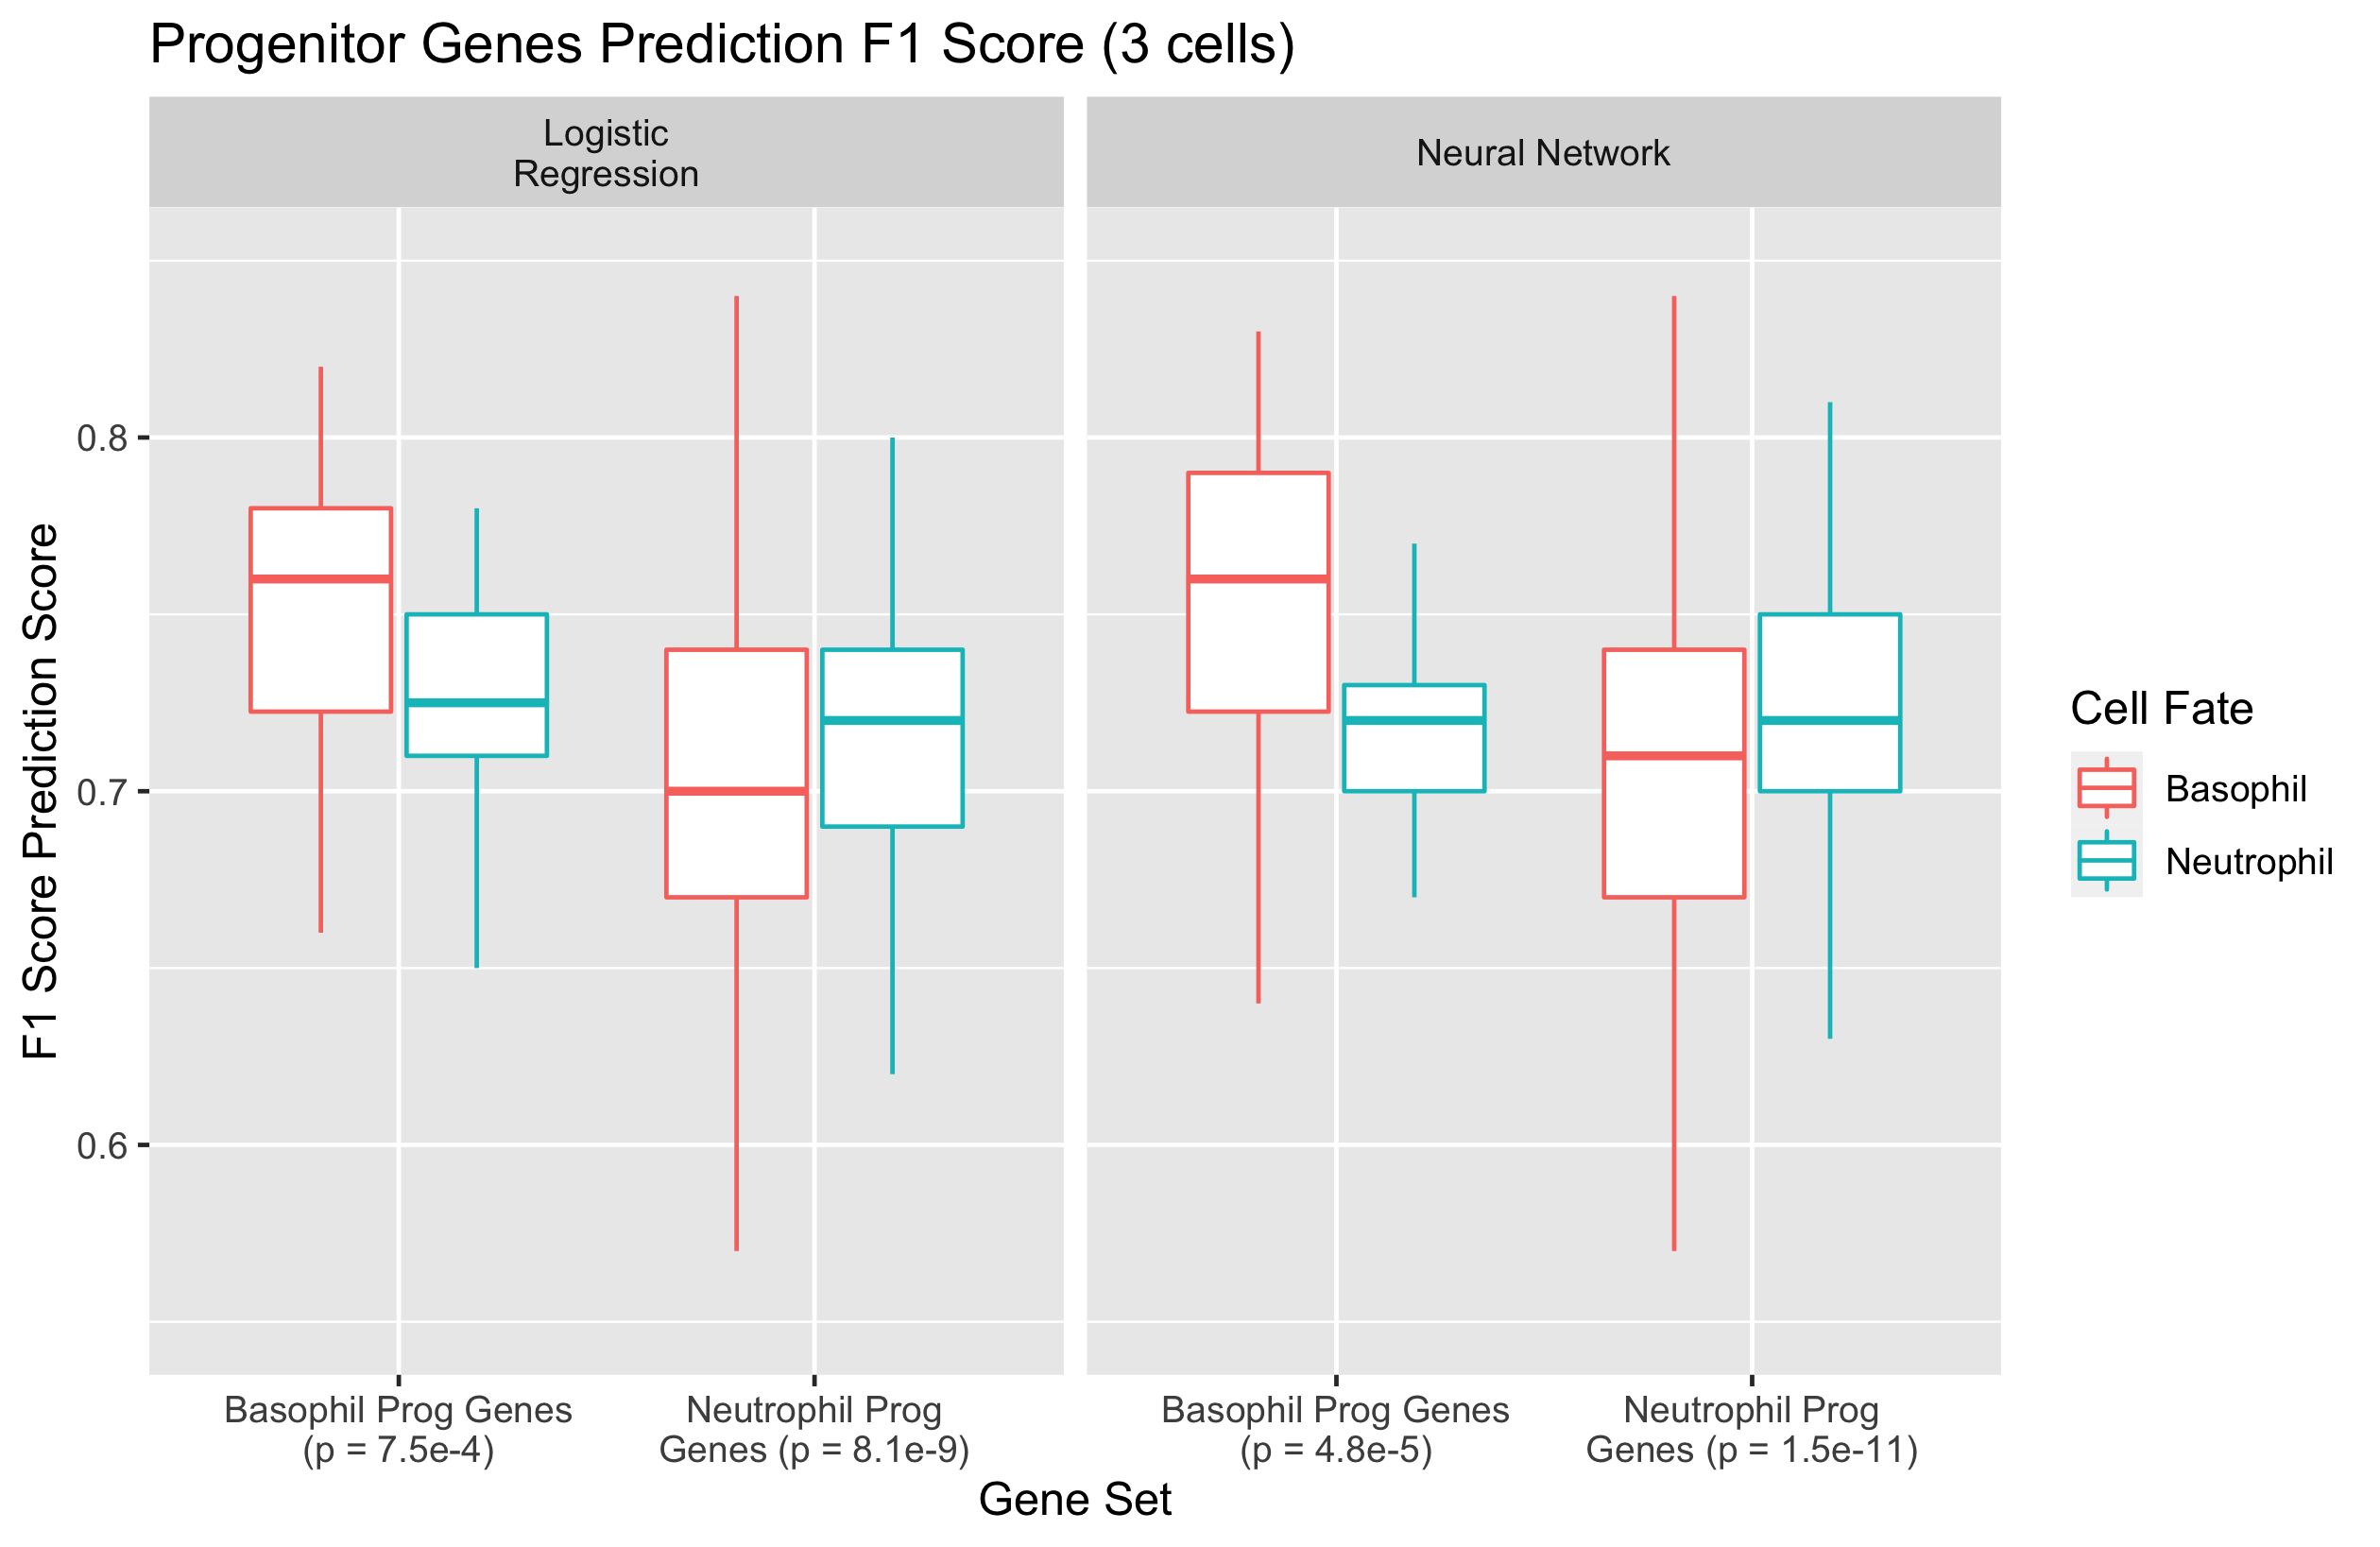 Progenitor Genes Prediction F1 Score (3 cells)
Logistic
Regression
Neural Network
F1 Score Prediction Score
0.8
0.7
0.6
Basophil Prog Genes
(p = 7.5e-4)
Neutrophil Prog
Genes (p = 8.1e-9)
Basophil Prog Genes
(p = 4.8e-5)
Neutrophil Prog
Genes (p = 1.5e-11)
Gene Set
Cell Fate
Basophil
Neutrophil